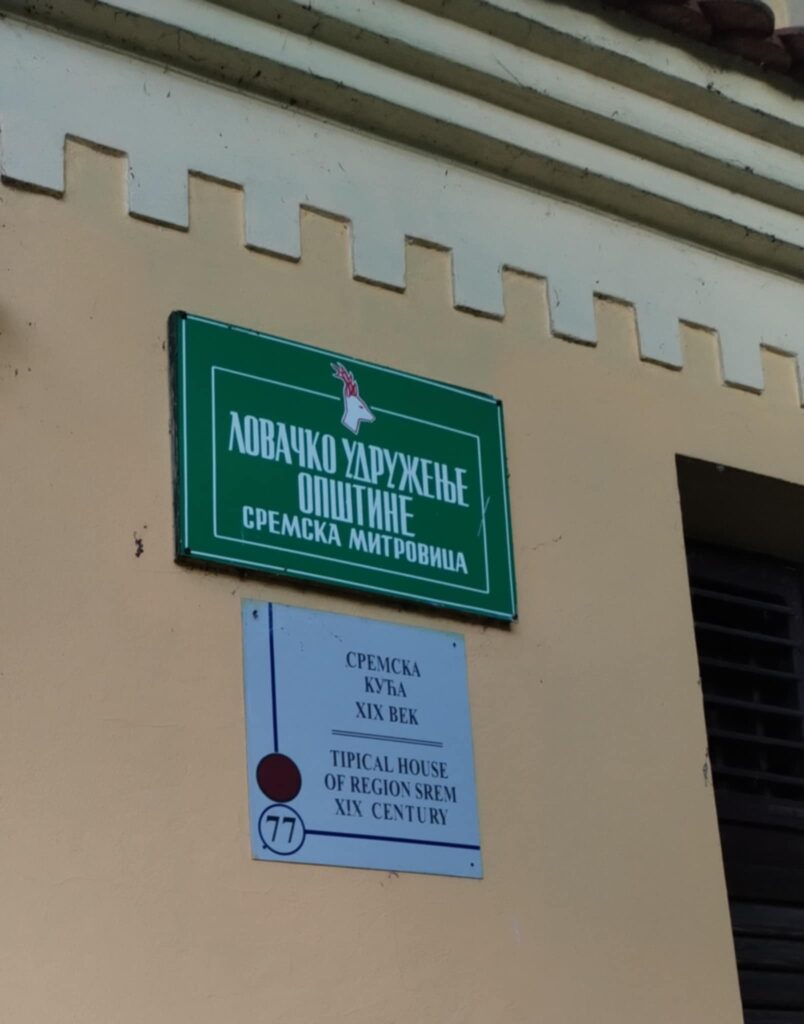 ЛОВАЧКО УДРУЖЕЊЕ
ОПШТИНЕ
СРЕМСКА МИТРОВИЦА
СРЕМСКА
КУЋА
XIX ВЕК
TIPICAL HOUSE
OF REGION SREM
XIX CENTURY
77